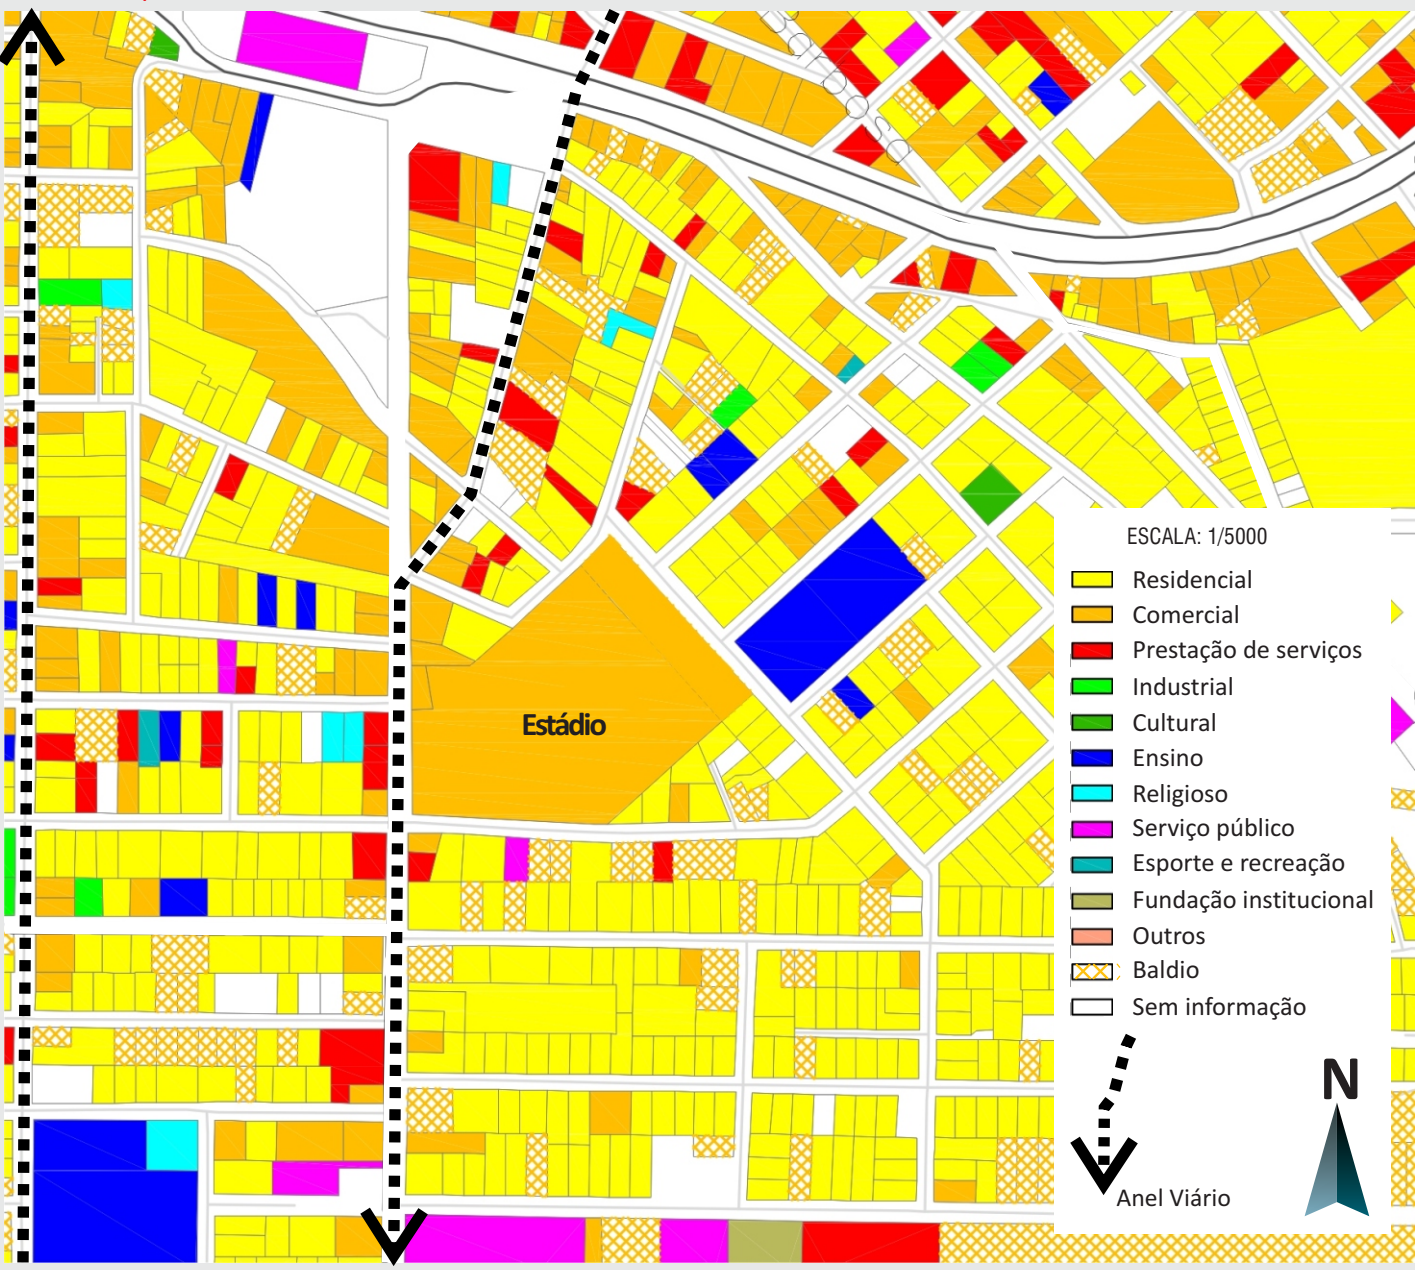 Estádio
ESCALA: 1/5000
Residencial
Comercial
Prestação de serviços
Industrial
Cultural
Ensino
Religioso
Serviço público
Esporte e recreação
Fundação institucional
Outros
Baldio
Sem informação
N
Anel Viário